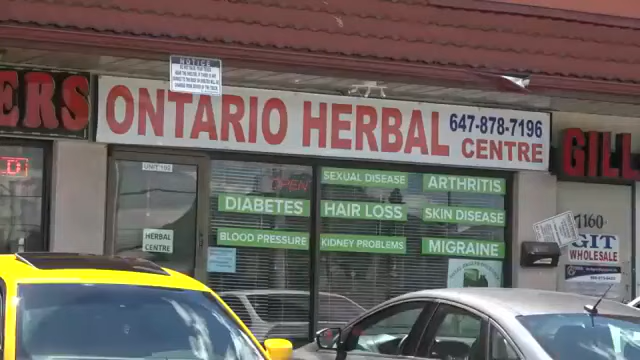 NOTICE
ERS
ONTARIO HERBAL
CENTRE
647-878-7196
GILL
OPEN
SEXUAL DISEASE
ARTHRITIS
DIABETES
HAIR LOSS
SKIN DISEASE
BLOOD PRESSURE
KIDNEY PROBLEMS
MIGRAINE
HERBAL
CENTRE
7160
GIT
WHOLESALE